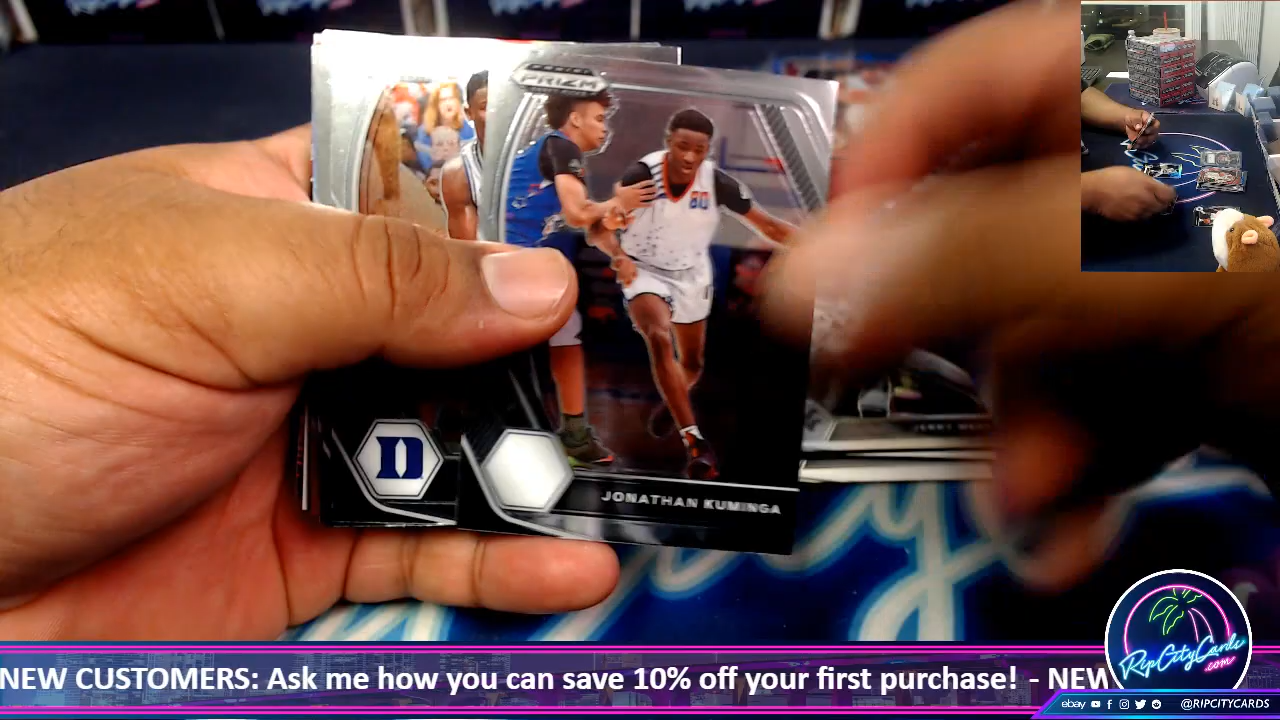 PRIZM
80
D
JONATHAN KUMINGA
NEW CUSTOMERS: Ask me how you can save 10% off your first purchase! - NEW
RipCityCards
.com
ebay
@RIPCITYCARDS